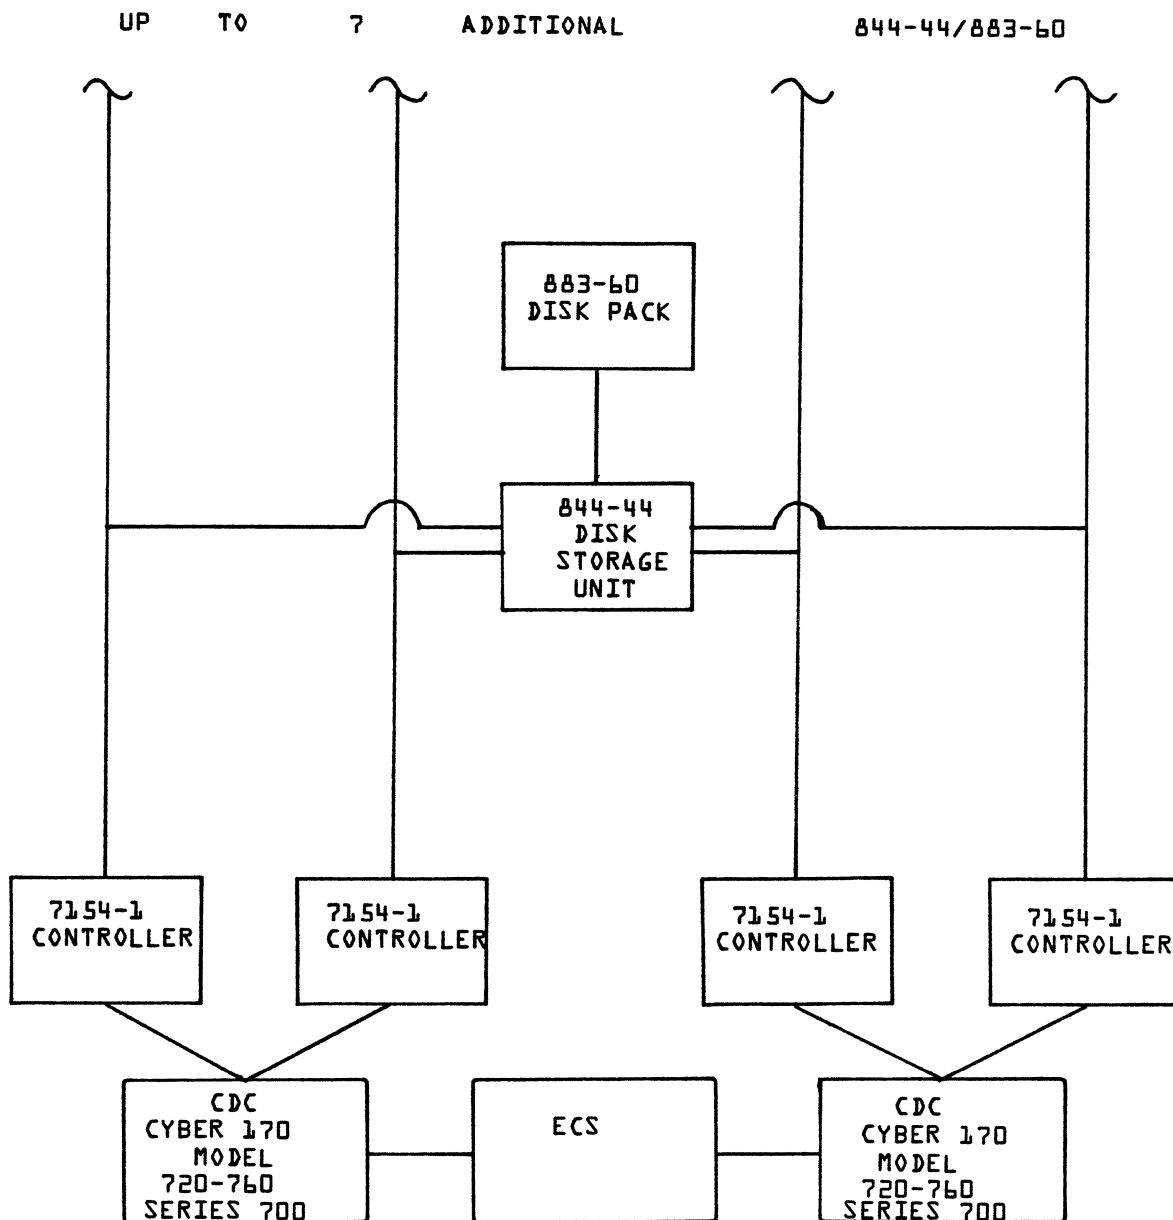 UP TO 7 ADDITIONAL 844-44/883-60
883-60
DISK PACK
844-44
DISK
STORAGE
UNIT
7154-1
CONTROLLER
7154-1
CONTROLLER
7154-1
CONTROLLER
7154-1
CONTROLLER
CDC
CYBER 170
MODEL
720-760
SERIES 700
ECS
CDC
CYBER 170
MODEL
720-760
SERIES 700